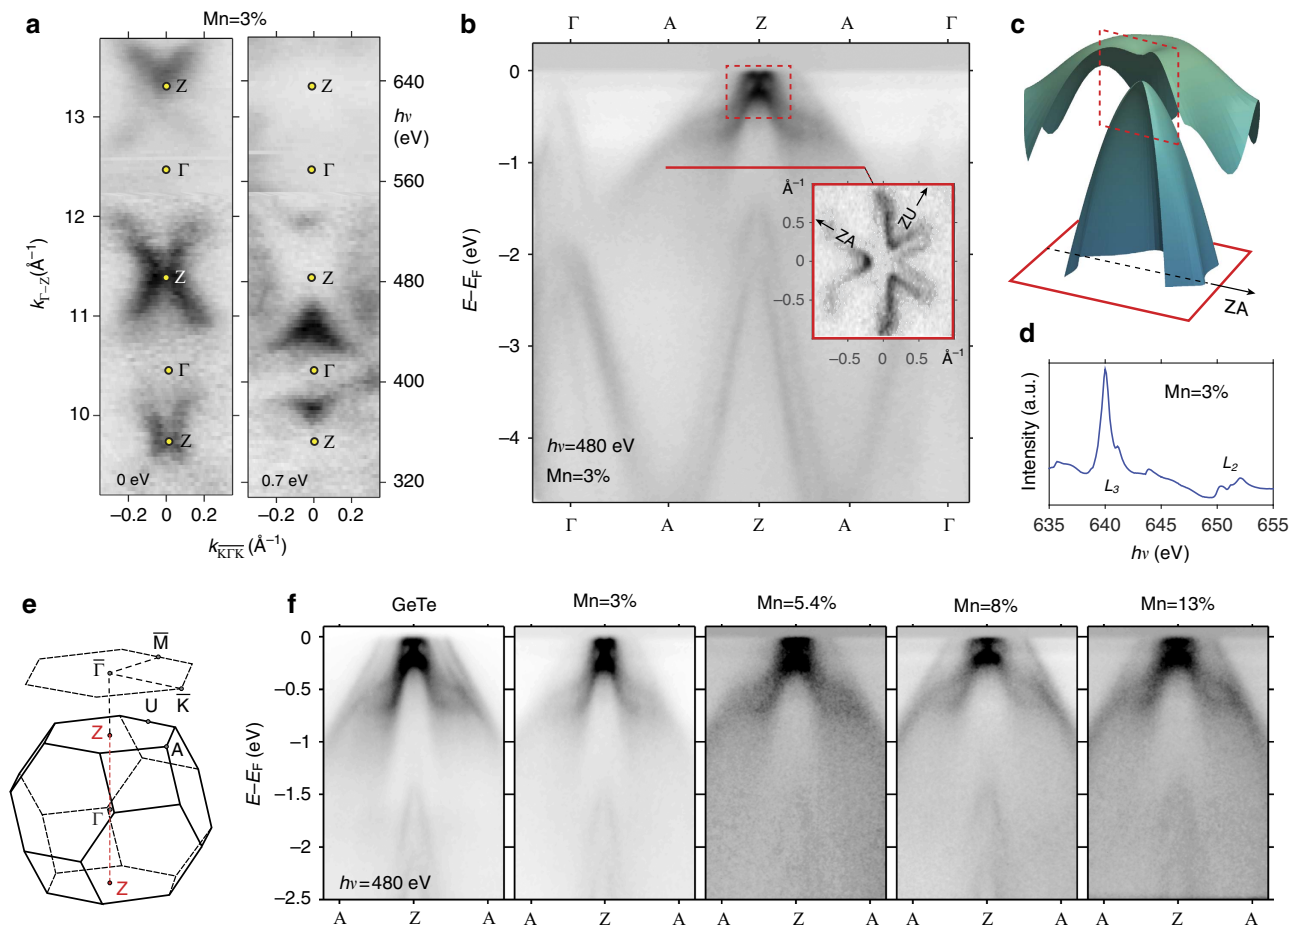 a
Mn=3%
Z
Γ
Z
Γ
Z
0 eV
Z
Γ
Z
Γ
Z
0.7 eV
13
12
11
10
k Γ−Z (Å⁻¹)
640
hν
(eV)
560
480
400
320
−0.2 0 0.2
−0.2 0 0.2
k K̅Γ̅K̅ (Å⁻¹)
b
Γ A Z A Γ
0
−1
−2
−3
−4
E−E_F (eV)
Å⁻¹
0.5
0
−0.5
ZA
ZU
−0.5 0 0.5 Å⁻¹
hν=480 eV
Mn=3%
Γ A Z A Γ
c
ZA
d
Mn=3%
Intensity (a.u.)
L₃
L₂
635 640 645 650 655
hν (eV)
e
M̅
Γ̅
K̅
U
Z
A
Γ
Z
f
GeTe Mn=3% Mn=5.4% Mn=8% Mn=13%
0
−0.5
−1
−1.5
−2
−2.5
E−E_F (eV)
hν=480 eV
A Z A A Z A A Z A A Z A A Z A